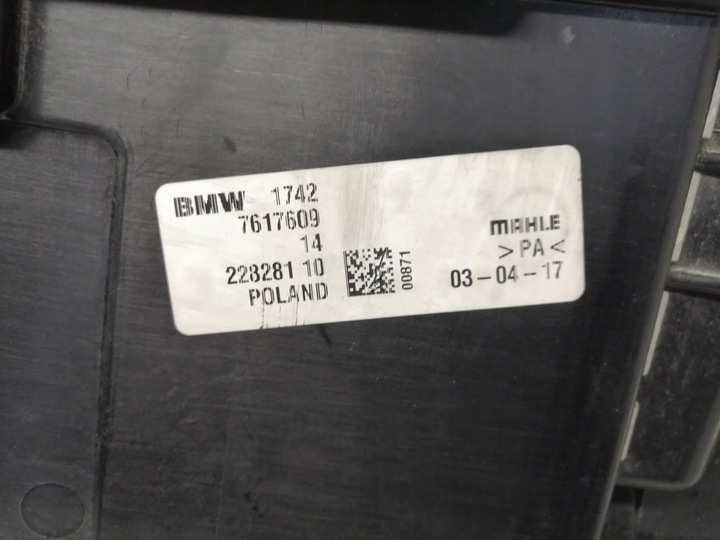 BMW 1742
7617609
14
228281 10
POLAND
00871
MAHLE
>PA<
03-04-17